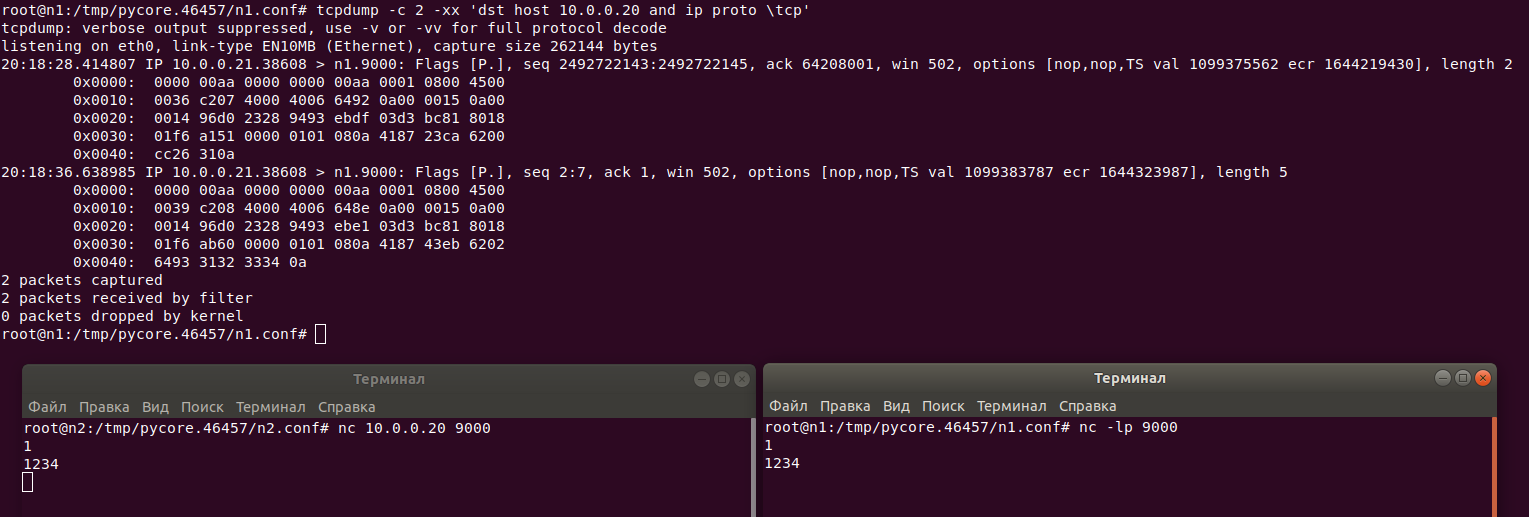 root@n1:/tmp/pycore.46457/n1.conf# tcpdump -c 2 -xx 'dst host 10.0.0.20 and ip proto \tcp'
tcpdump: verbose output suppressed, use -v or -vv for full protocol decode
listening on eth0, link-type EN10MB (Ethernet), capture size 262144 bytes
20:18:28.414807 IP 10.0.0.21.38608 > n1.9000: Flags [P.], seq 2492722143:2492722145, ack 64208001, win 502, options [nop,nop,TS val 1099375562 ecr 1644219430], length 2
0x0000:  0000 00aa 0000 0000 00aa 0001 0800 4500
0x0010:  0036 c207 4000 4006 6492 0a00 0015 0a00
0x0020:  0014 96d0 2328 9493 ebdf 03d3 bc81 8018
0x0030:  01f6 a151 0000 0101 080a 4187 23ca 6200
0x0040:  cc26 310a
20:18:36.638985 IP 10.0.0.21.38608 > n1.9000: Flags [P.], seq 2:7, ack 1, win 502, options [nop,nop,TS val 1099383787 ecr 1644323987], length 5
0x0000:  0000 00aa 0000 0000 00aa 0001 0800 4500
0x0010:  0039 c208 4000 4006 648e 0a00 0015 0a00
0x0020:  0014 96d0 2328 9493 ebe1 03d3 bc81 8018
0x0030:  01f6 ab60 0000 0101 080a 4187 43eb 6202
0x0040:  6493 3132 3334 0a
2 packets captured
2 packets received by filter
0 packets dropped by kernel
root@n1:/tmp/pycore.46457/n1.conf#
Терминал
Файл Правка Вид Поиск Терминал Справка
root@n2:/tmp/pycore.46457/n2.conf# nc 10.0.0.20 9000
1
1234
Терминал
Файл Правка Вид Поиск Терминал Справка
root@n1:/tmp/pycore.46457/n1.conf# nc -lp 9000
1
1234